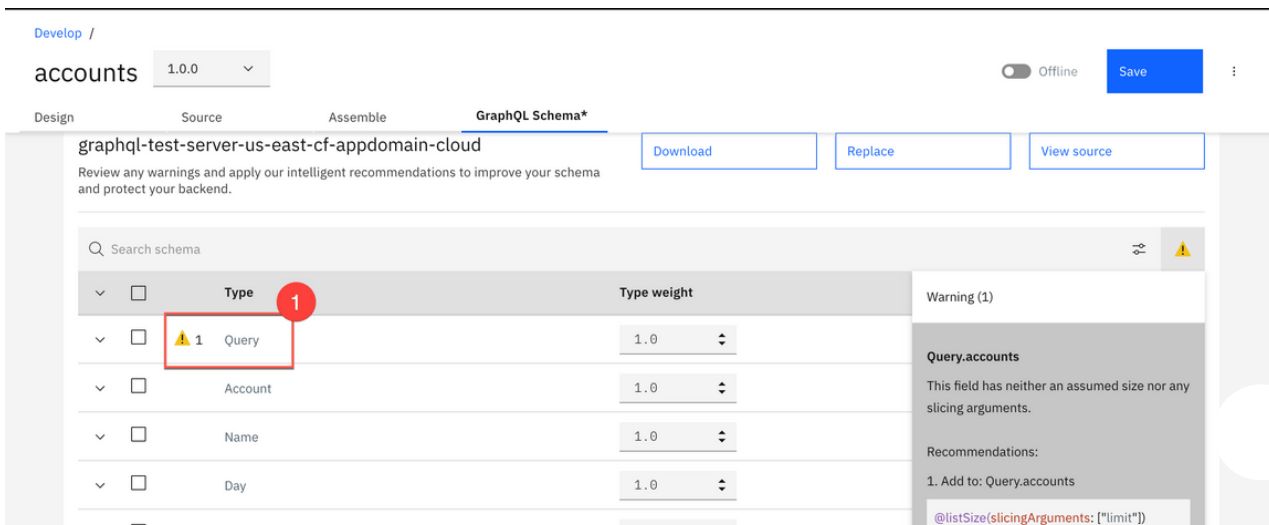 Develop /
accounts 1.0.0 Offline Save
Design Source Assemble GraphQL Schema*
graphql-test-server-us-east-cf-appdomain-cloud Download Replace View source
Review any warnings and apply our intelligent recommendations to improve your schema
and protect your backend.
Search schema
Type 1 Type weight Warning (1)
1 Query 1.0
Query.accounts
This field has neither an assumed size nor any
slicing arguments.
Account 1.0
Name 1.0
Recommendations:
Day 1.0 1. Add to: Query.accounts
@listSize(slicingArguments: ["limit"])